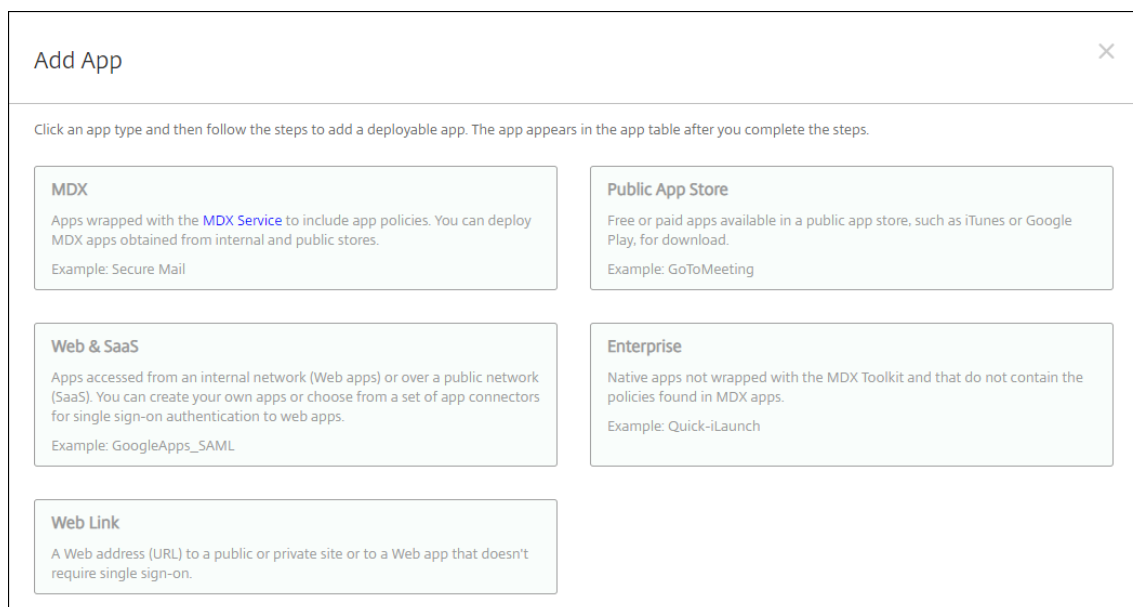 Add App
Click an app type and then follow the steps to add a deployable app. The app appears in the app table after you complete the steps.
MDX
Apps wrapped with the MDX Service to include app policies. You can deploy
MDX apps obtained from internal and public stores.
Example: Secure Mail
Public App Store
Free or paid apps available in a public app store, such as iTunes or Google
Play, for download.
Example: GoToMeeting
Web & SaaS
Apps accessed from an internal network (Web apps) or over a public network
(SaaS). You can create your own apps or choose from a set of app connectors
for single sign-on authentication to web apps.
Example: GoogleApps_SAML
Enterprise
Native apps not wrapped with the MDX Toolkit and that do not contain the
policies found in MDX apps.
Example: Quick-iLaunch
Web Link
A Web address (URL) to a public or private site or to a Web app that doesn't
require single sign-on.